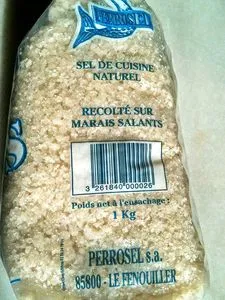 PERROSEL
SEL DE CUISINE
NATUREL
RECOLTÉ SUR
MARAIS SALANTS
3 261840 000026
Poids net à l'ensachage :
1 Kg
PERROSEL s.a.
85800 - LE FENOUILLER